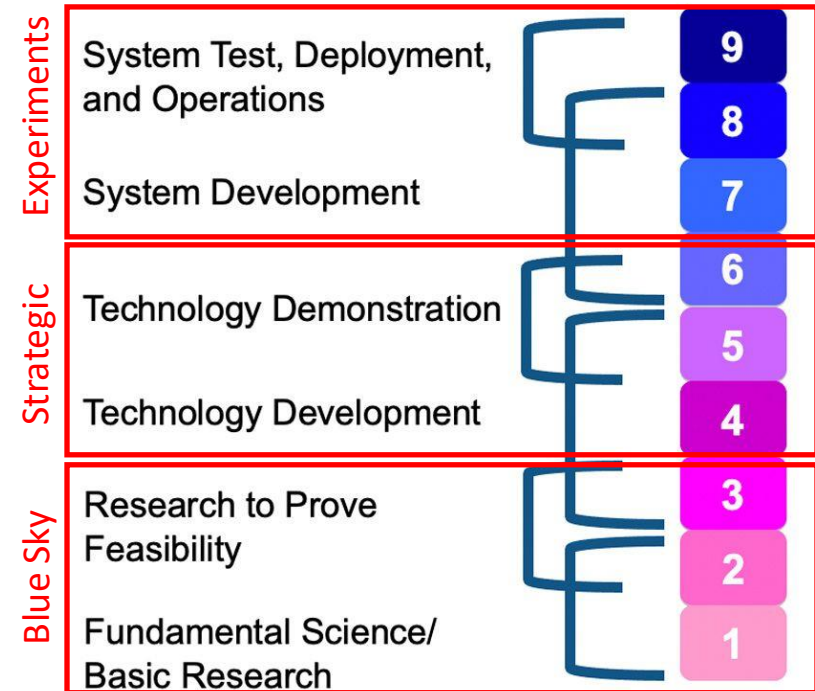 Experiments
System Test, Deployment,
and Operations
System Development
9
8
7
Strategic
Technology Demonstration
Technology Development
6
5
4
Blue Sky
Research to Prove
Feasibility
Fundamental Science/
Basic Research
3
2
1